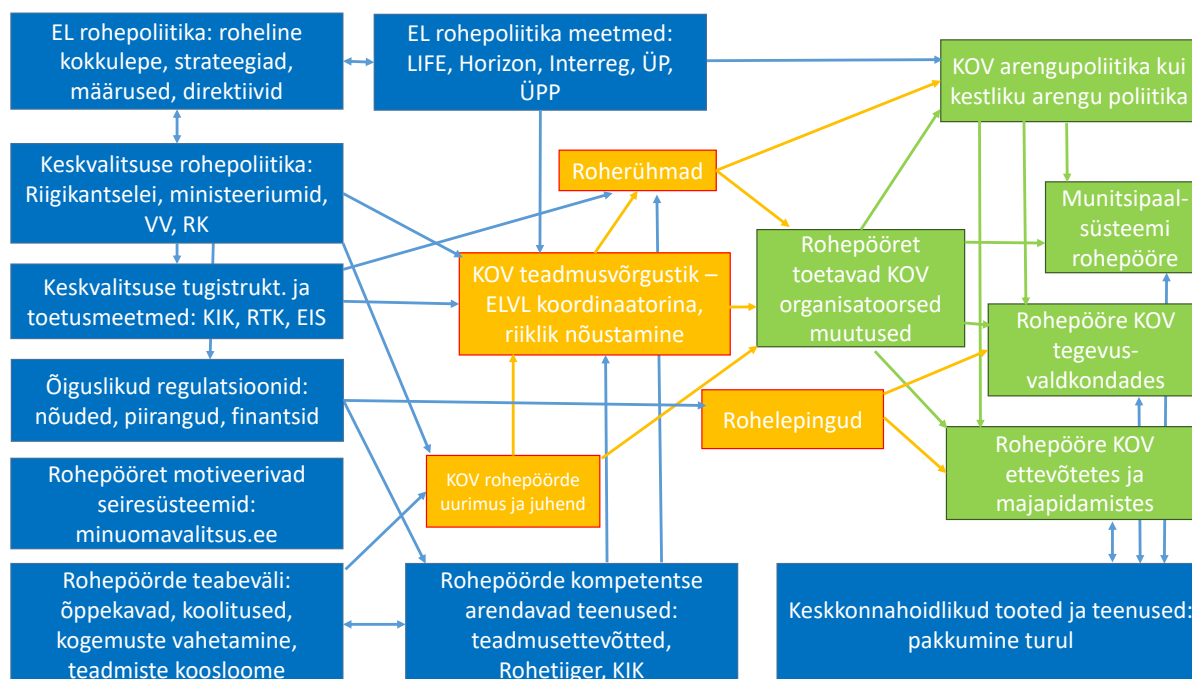 EL rohepoliitika: roheline
kokkulepe, strateegiad,
määrused, direktiivid
EL rohepoliitika meetmed:
LIFE, Horizon, Interreg, ÜP,
ÜPP
KOV arengupoliitika kui
kestliku arengu poliitika
Keskvalitsuse rohepoliitika:
Riigikantselei, ministeeriumid,
VV, RK
Roherühmad
Munitsipaal-
süsteemi
rohepööre
Keskvalitsuse tugistrukt. ja
toetusmeetmed: KIK, RTK, EIS
KOV teadmusvõrgustik –
ELVL koordinaatorina,
riiklik nõustamine
Rohepööret
toetavad KOV
organisatoorsed
muutused
Rohepööre KOV
tegevus-
valdkondades
Õiguslikud regulatsioonid:
nõuded, piirangud, finantsid
Rohelepingud
Rohepööret motiveerivad
seiresüsteemid:
minuomavalitsus.ee
KOV rohepöörde
uurimus ja juhend
Rohepööre KOV
ettevõtetes ja
majapidamistes
Rohepöörde teabeväli:
õppekavad, koolitused,
kogemuste vahetamine,
teadmiste koosloome
Rohepöörde kompetentse
arendavad teenused:
teadmusettevõtted,
Rohetiiger, KIK
Keskkonnahoidlikud tooted ja teenused:
pakkumine turul